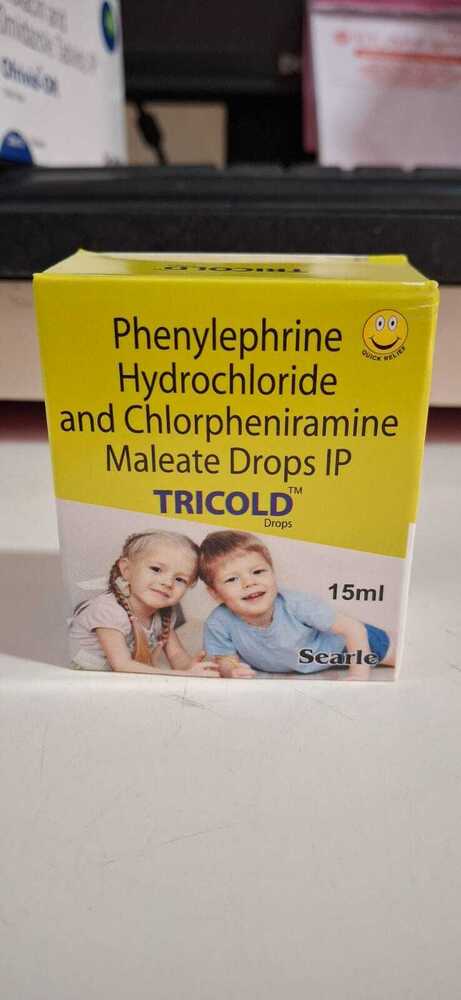 TRICOLD
Phenylephrine
Hydrochloride
and Chlorpheniramine
Maleate Drops IP
QUICK RELIEF
TRICOLD™
Drops
15ml
Searle